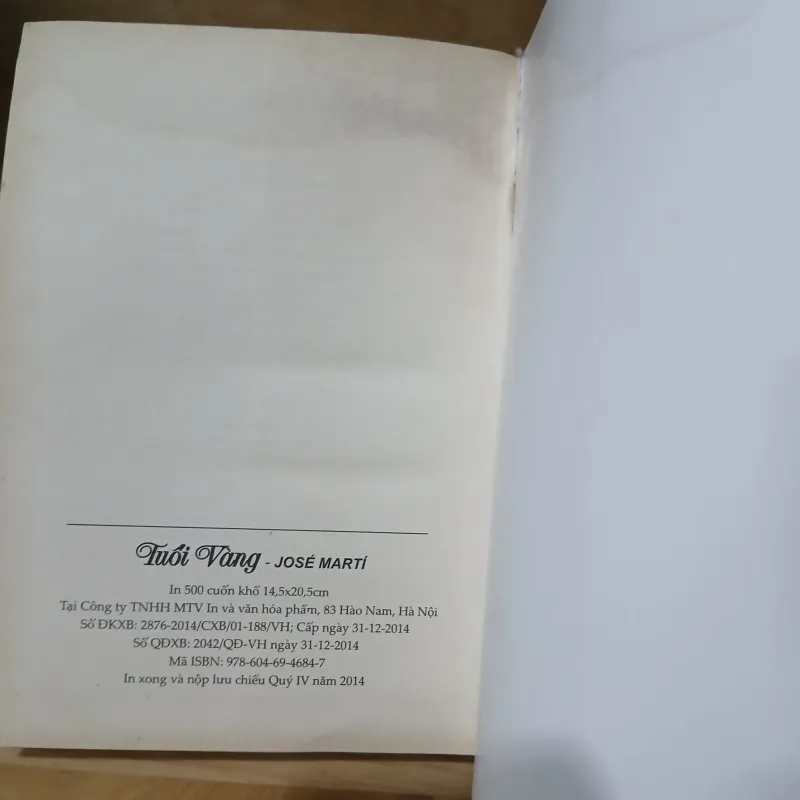 Tuổi Vàng - JOSÉ MARTÍ
In 500 cuốn khổ 14,5x20,5cm
Tại Công ty TNHH MTV In và văn hóa phẩm, 83 Hào Nam, Hà Nội
Số ĐKXB: 2876-2014/CXB/01-188/VH; Cấp ngày 31-12-2014
Số QĐXB: 2042/QĐ-VH ngày 31-12-2014
Mã ISBN: 978-604-69-4684-7
In xong và nộp lưu chiểu Quý IV năm 2014